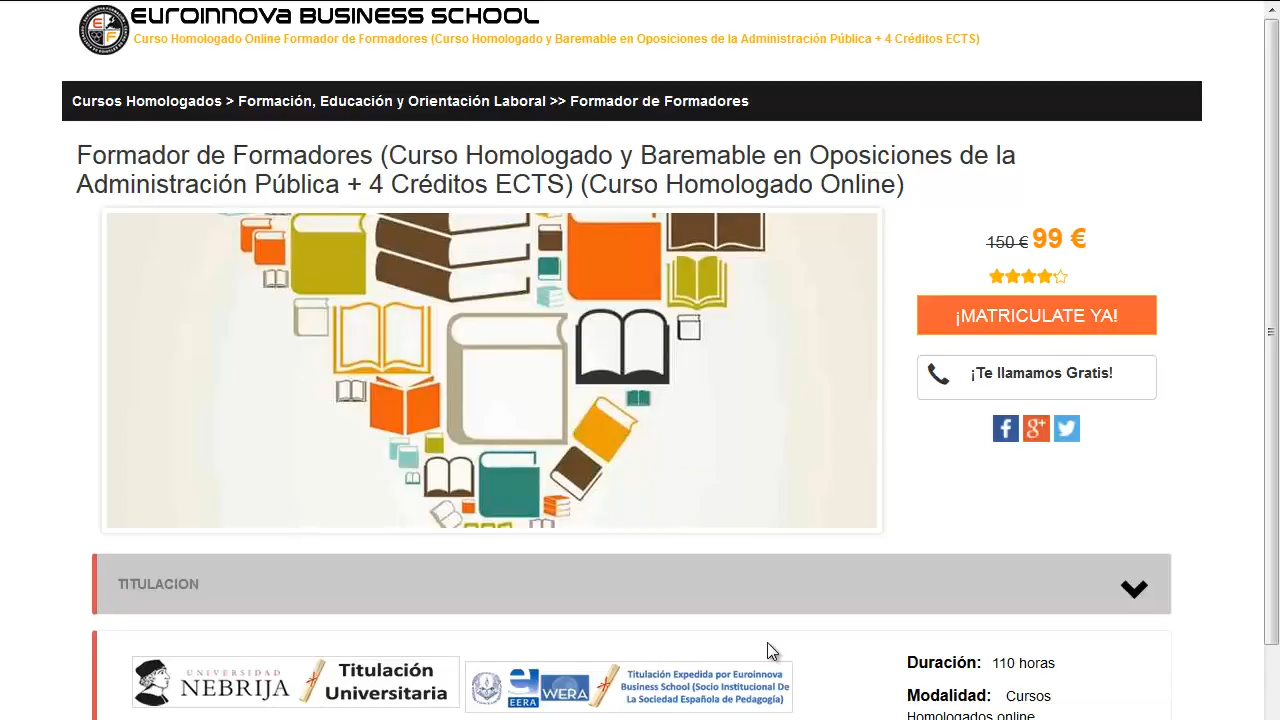 EUROINNOVA BUSINESS SCHOOL
Curso Homologado Online Formador de Formadores (Curso Homologado y Baremable en Oposiciones de la Administración Pública + 4 Créditos ECTS)
Cursos Homologados > Formación, Educación y Orientación Laboral >> Formador de Formadores
Formador de Formadores (Curso Homologado y Baremable en Oposiciones de la
Administración Pública + 4 Créditos ECTS) (Curso Homologado Online)
150 € 99 €
¡MATRICULATE YA!
¡Te llamamos Gratis!
TITULACION
UNIVERSIDAD
NEBRIJA
Titulación
Universitaria
EERA
WERA
Titulación Expedida por Euroinnova
Business School (Socio Institucional De
La Sociedad Española de Pedagogía)
Duración: 110 horas
Modalidad: Cursos
Homologados online